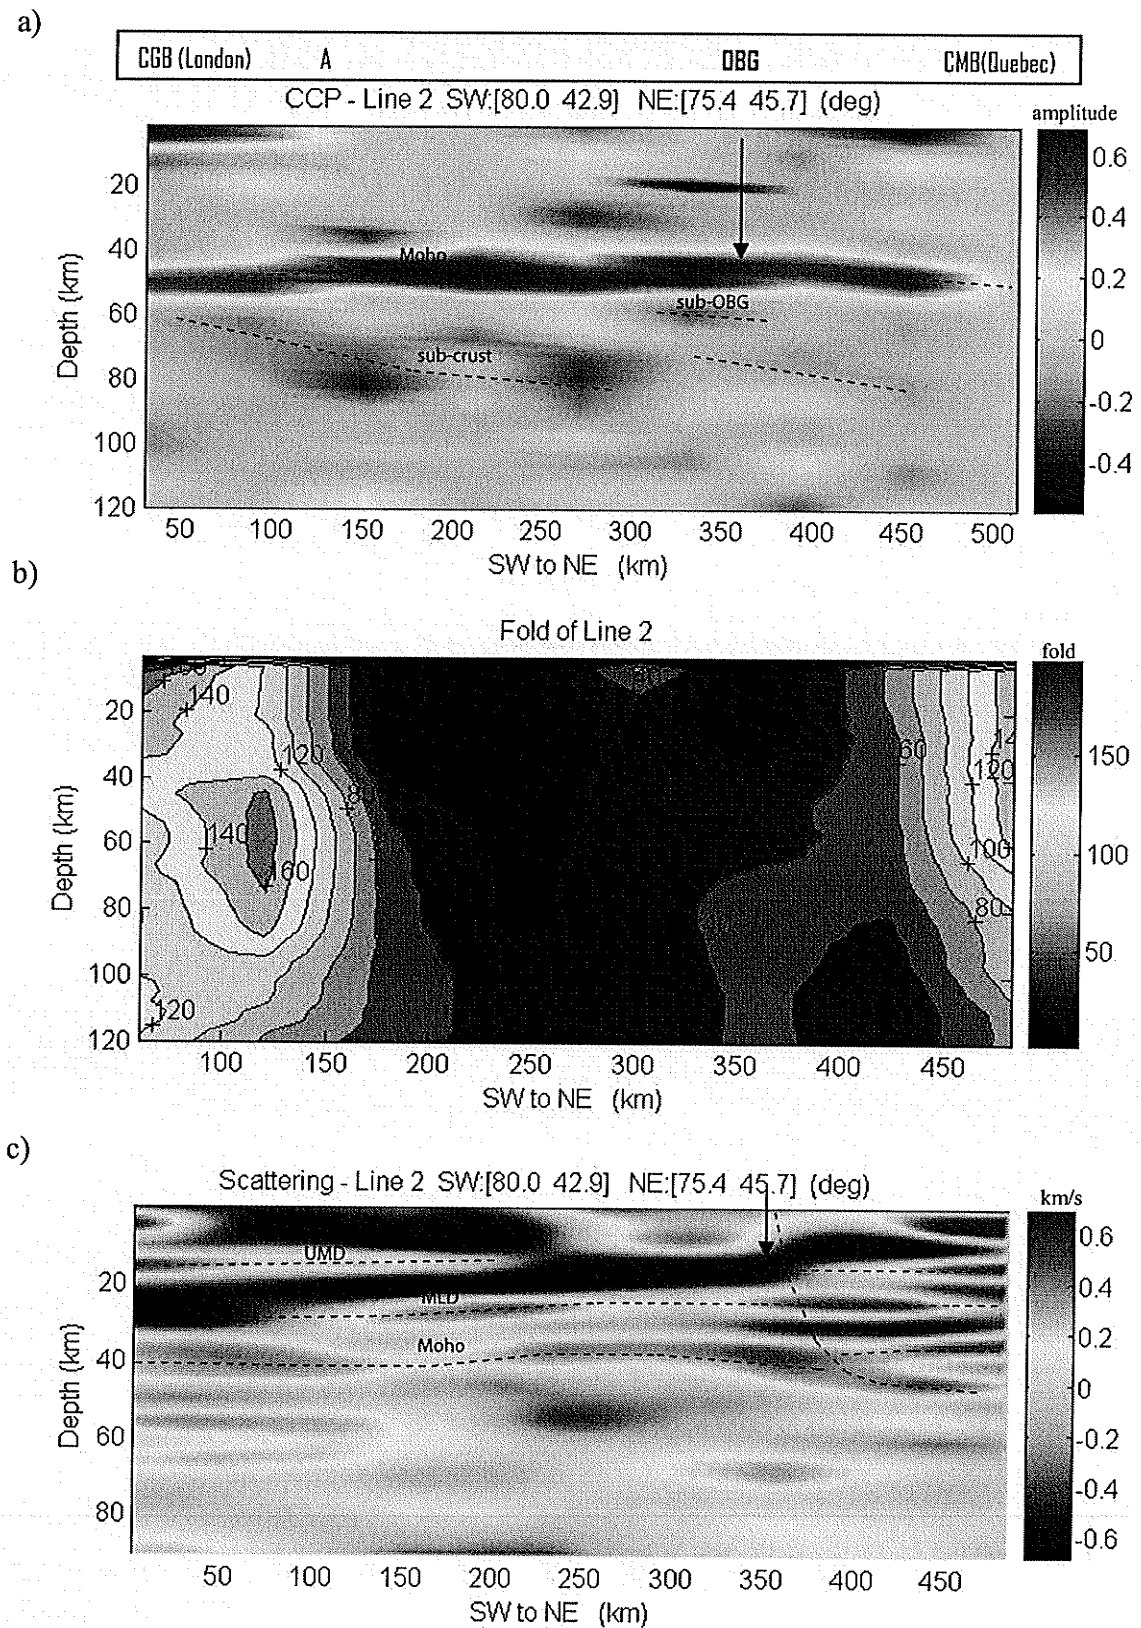 a)
CGB (London) A OBG CMB(Quebec)
CCP - Line 2 SW:[80.0 42.9] NE:[75.4 45.7] (deg)
amplitude
Depth (km)
20
40
60
80
100
120
Moho
sub-OBG
sub-crust
0.6
0.4
0.2
0
-0.2
-0.4
50 100 150 200 250 300 350 400 450 500
SW to NE (km)
b)
Fold of Line 2
fold
Depth (km)
20
40
60
80
100
120
140
120
140
160
120
60
120
100
80
150
100
50
100 150 200 250 300 350 400 450
SW to NE (km)
c)
Scattering - Line 2 SW:[80.0 42.9] NE:[75.4 45.7] (deg)
km/s
Depth (km)
20
40
60
80
UMD
MLD
Moho
0.6
0.4
0.2
0
-0.2
-0.4
-0.6
50 100 150 200 250 300 350 400 450
SW to NE (km)